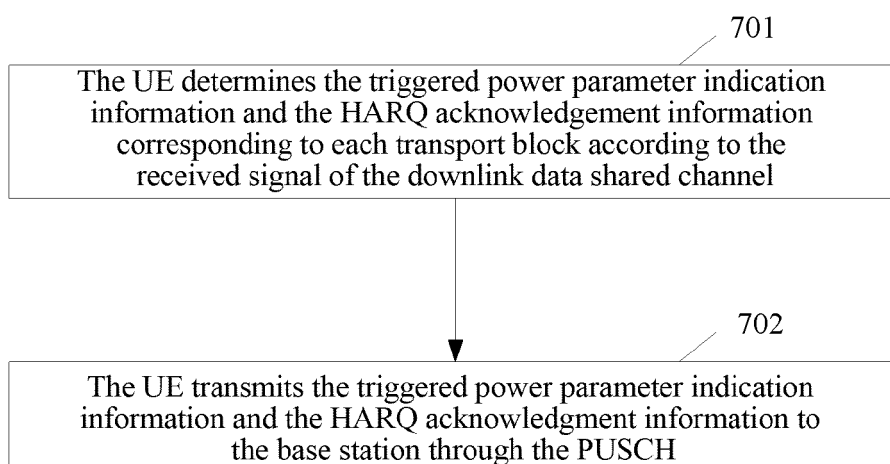 701
The UE determines the triggered power parameter indication
information and the HARQ acknowledgement information
corresponding to each transport block according to the
received signal of the downlink data shared channel
702
The UE transmits the triggered power parameter indication
information and the HARQ acknowledgment information to
the base station through the PUSCH